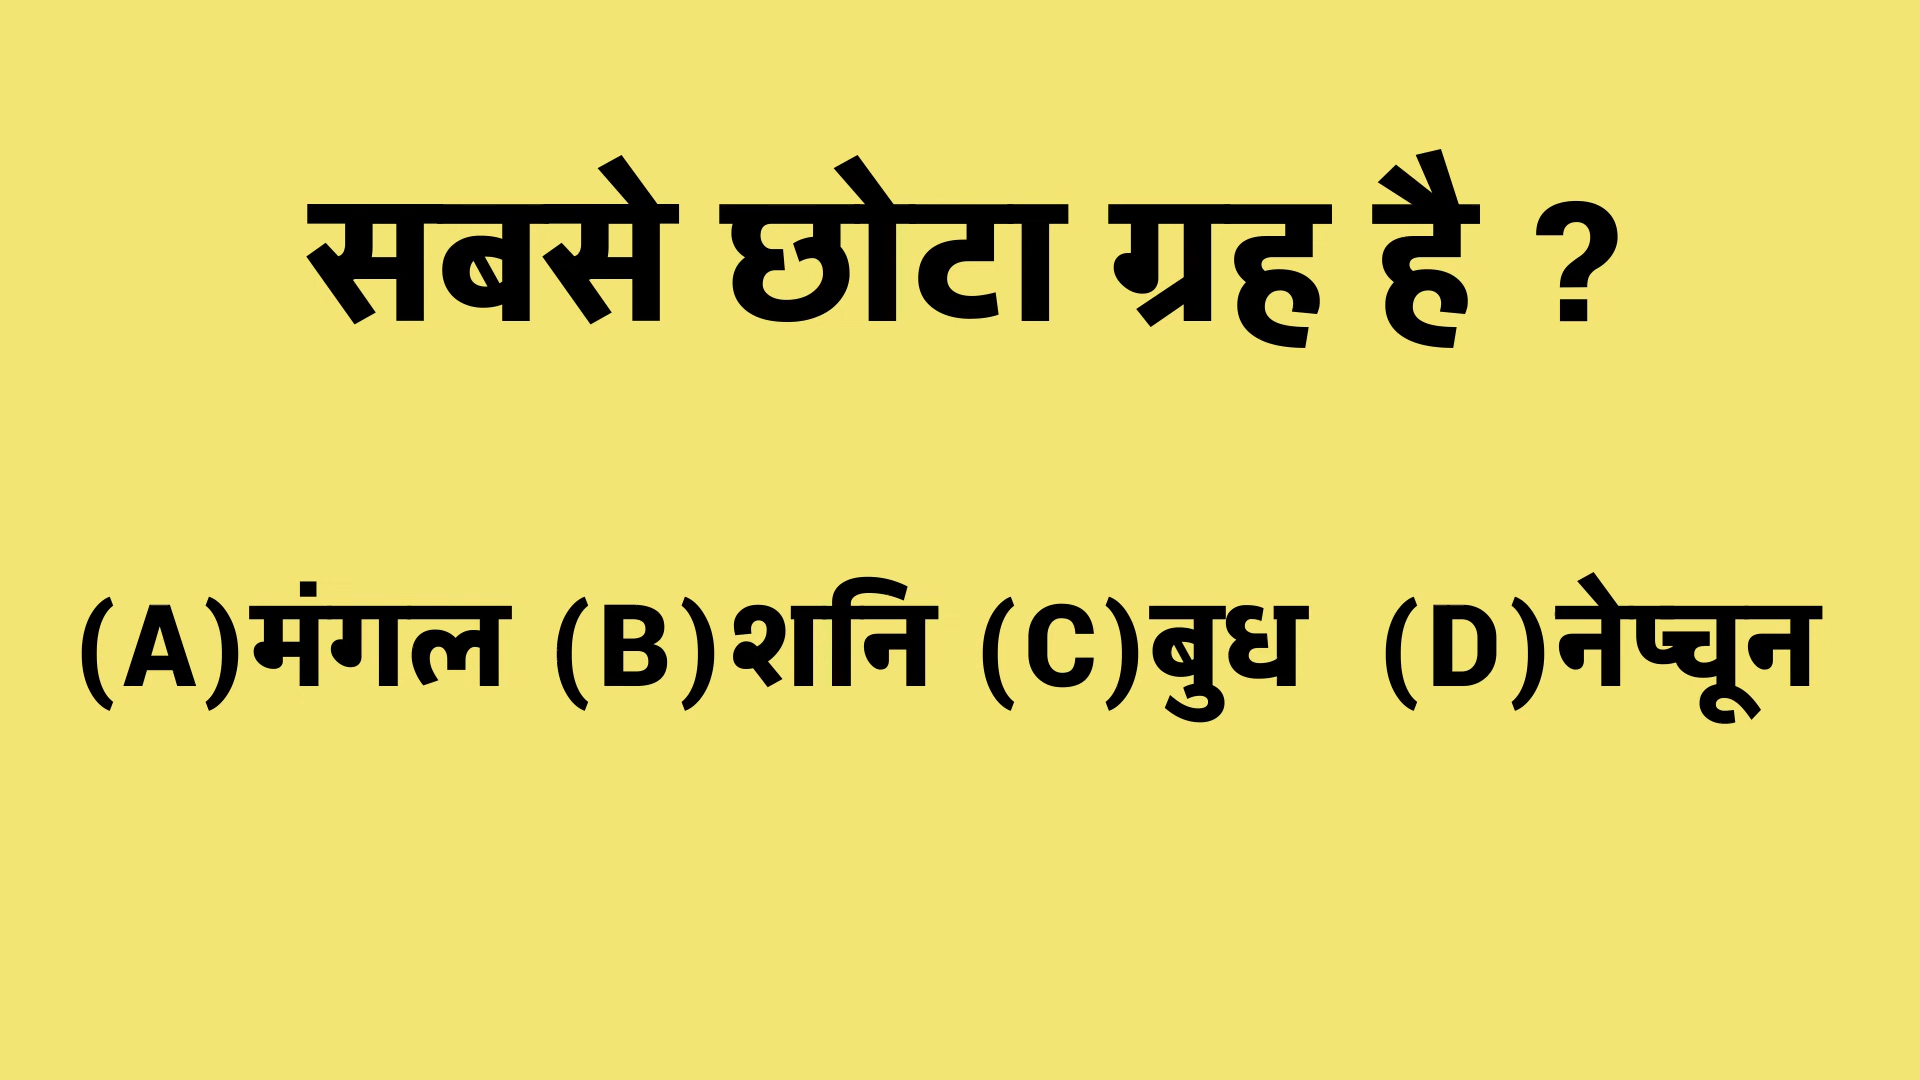 सबसे छोटा ग्रह है ?
(A)मंगल (B)शनि (C)बुध (D)नेप्चून